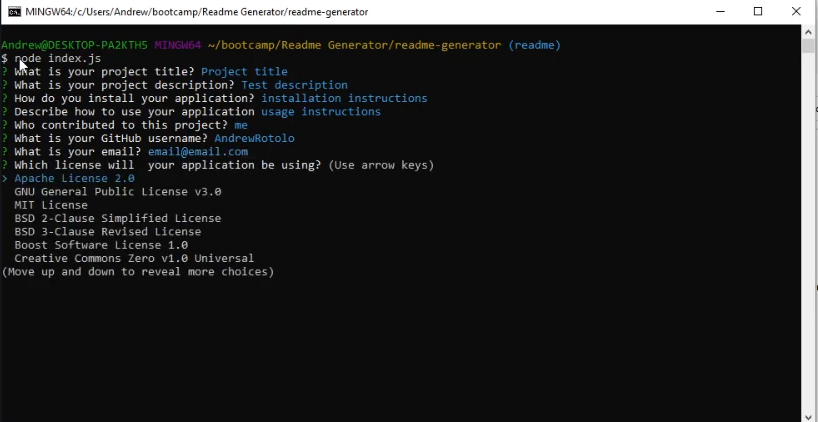 MINGW64:/c/Users/Andrew/bootcamp/Readme Generator/readme-generator
Andrew@DESKTOP-PA2KTH5 MINGW64 ~/bootcamp/Readme Generator/readme-generator (readme)
$ node index.js
? What is your project title? Project title
? What is your project description? Test description
? How do you install your application? installation instructions
? Describe how to use your application usage instructions
? Who contributed to this project? me
? What is your GitHub username? AndrewRotolo
? What is your email? email@email.com
? Which license will  your application be using? (Use arrow keys)
> Apache License 2.0
GNU General Public License v3.0
MIT License
BSD 2-Clause Simplified License
BSD 3-Clause Revised License
Boost Software License 1.0
Creative Commons Zero v1.0 Universal
(Move up and down to reveal more choices)